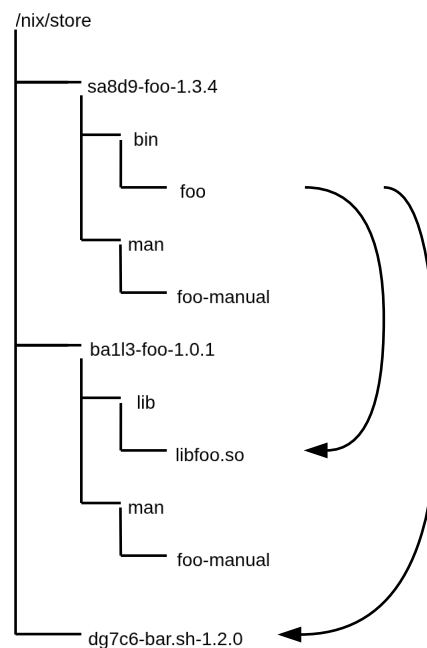 /nix/store
sa8d9-foo-1.3.4
bin
foo
man
foo-manual
ba1l3-foo-1.0.1
lib
libfoo.so
man
foo-manual
dg7c6-bar.sh-1.2.0